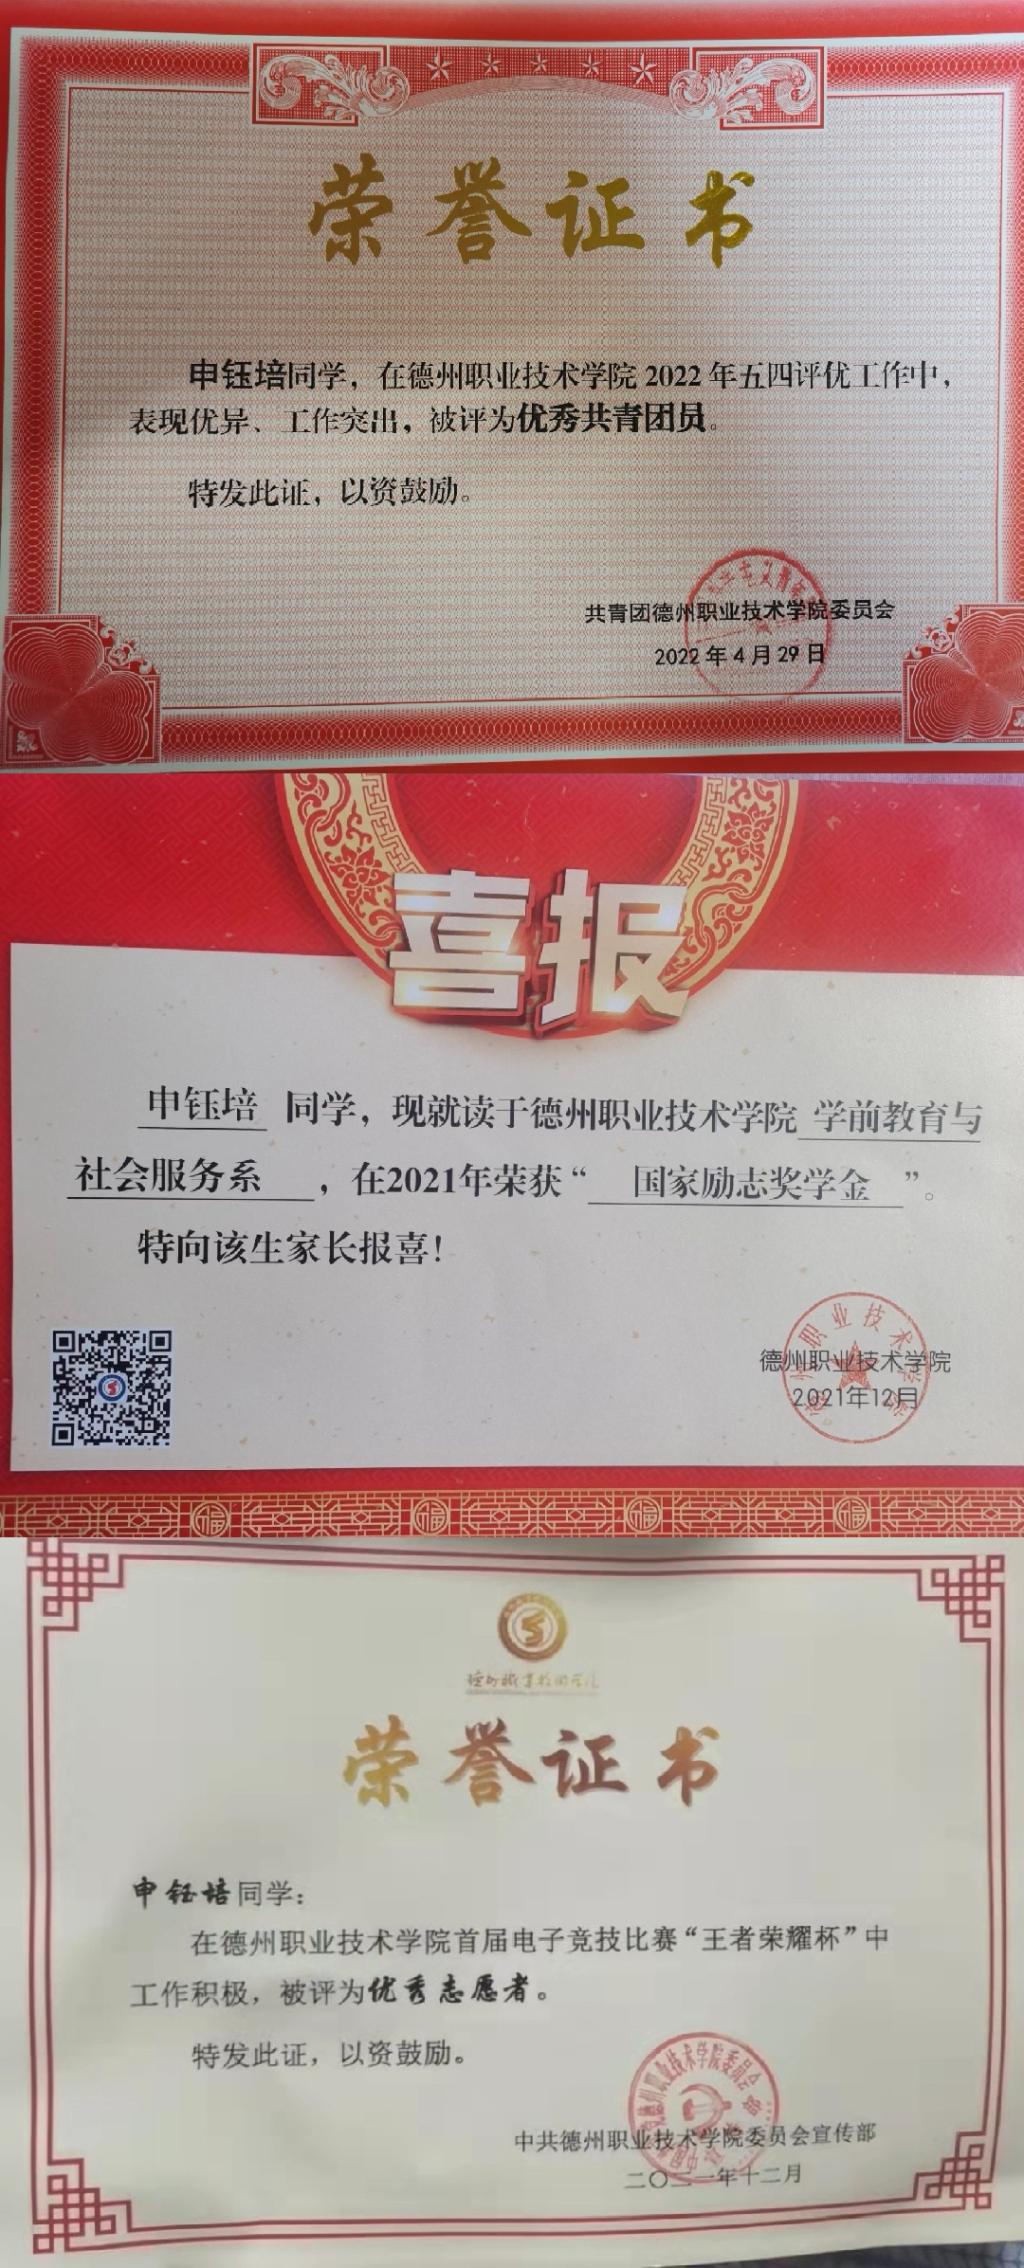 荣誉证书
申钰培同学，在德州职业技术学院 2022 年五四评优工作中，
表现优异、工作突出，被评为优秀共青团员。
特发此证，以资鼓励。
共青团德州职业技术学院委员会
2022 年 4 月 29 日
喜报
申钰培 同学，现就读于德州职业技术学院 学前教育与
社会服务系 ，在2021年荣获“ 国家励志奖学金 ”。
特向该生家长报喜！
德州职业技术学院
2021年12月
德州职业技术学院
荣誉证书
申钰培同学：
在德州职业技术学院首届电子竞技比赛“王者荣耀杯”中
工作积极，被评为优秀志愿者。
特发此证，以资鼓励。
中共德州职业技术学院委员会宣传部
二〇二一年十二月